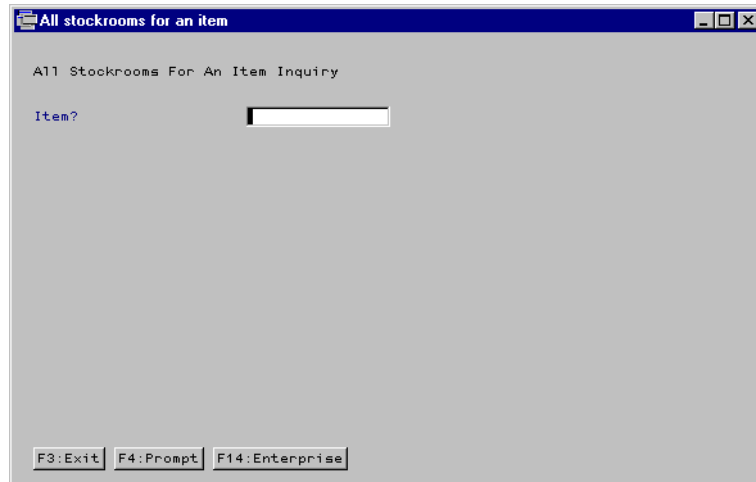 All stockrooms for an item
All Stockrooms For An Item Inquiry
Item?
F3:Exit F4:Prompt F14:Enterprise